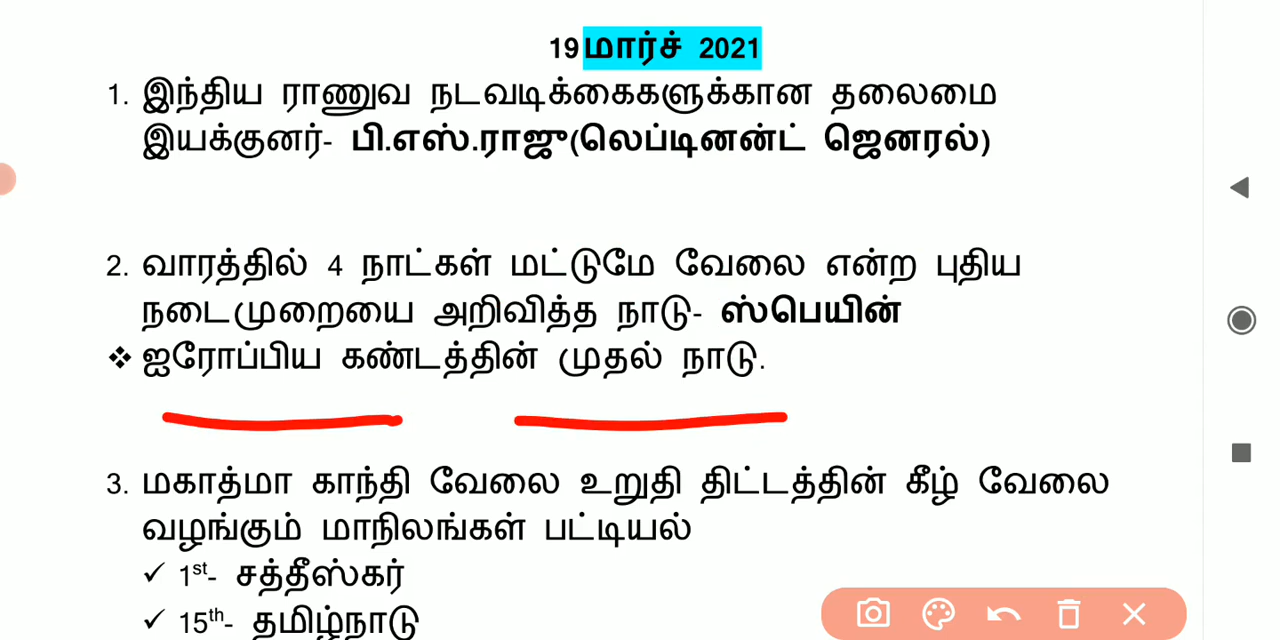 19 மார்ச் 2021
1. இந்திய ராணுவ நடவடிக்கைகளுக்கான தலைமை
இயக்குனர்- பி.எஸ்.ராஜு(லெப்டினன்ட் ஜெனரல்)
2. வாரத்தில் 4 நாட்கள் மட்டுமே வேலை என்ற புதிய
நடைமுறையை அறிவித்த நாடு- ஸ்பெயின்
❖ ஐரோப்பிய கண்டத்தின் முதல் நாடு.
3. மகாத்மா காந்தி வேலை உறுதி திட்டத்தின் கீழ் வேலை
வழங்கும் மாநிலங்கள் பட்டியல்
✓ 1st- சத்தீஸ்கர்
✓ 15th- தமிழ்நாடு